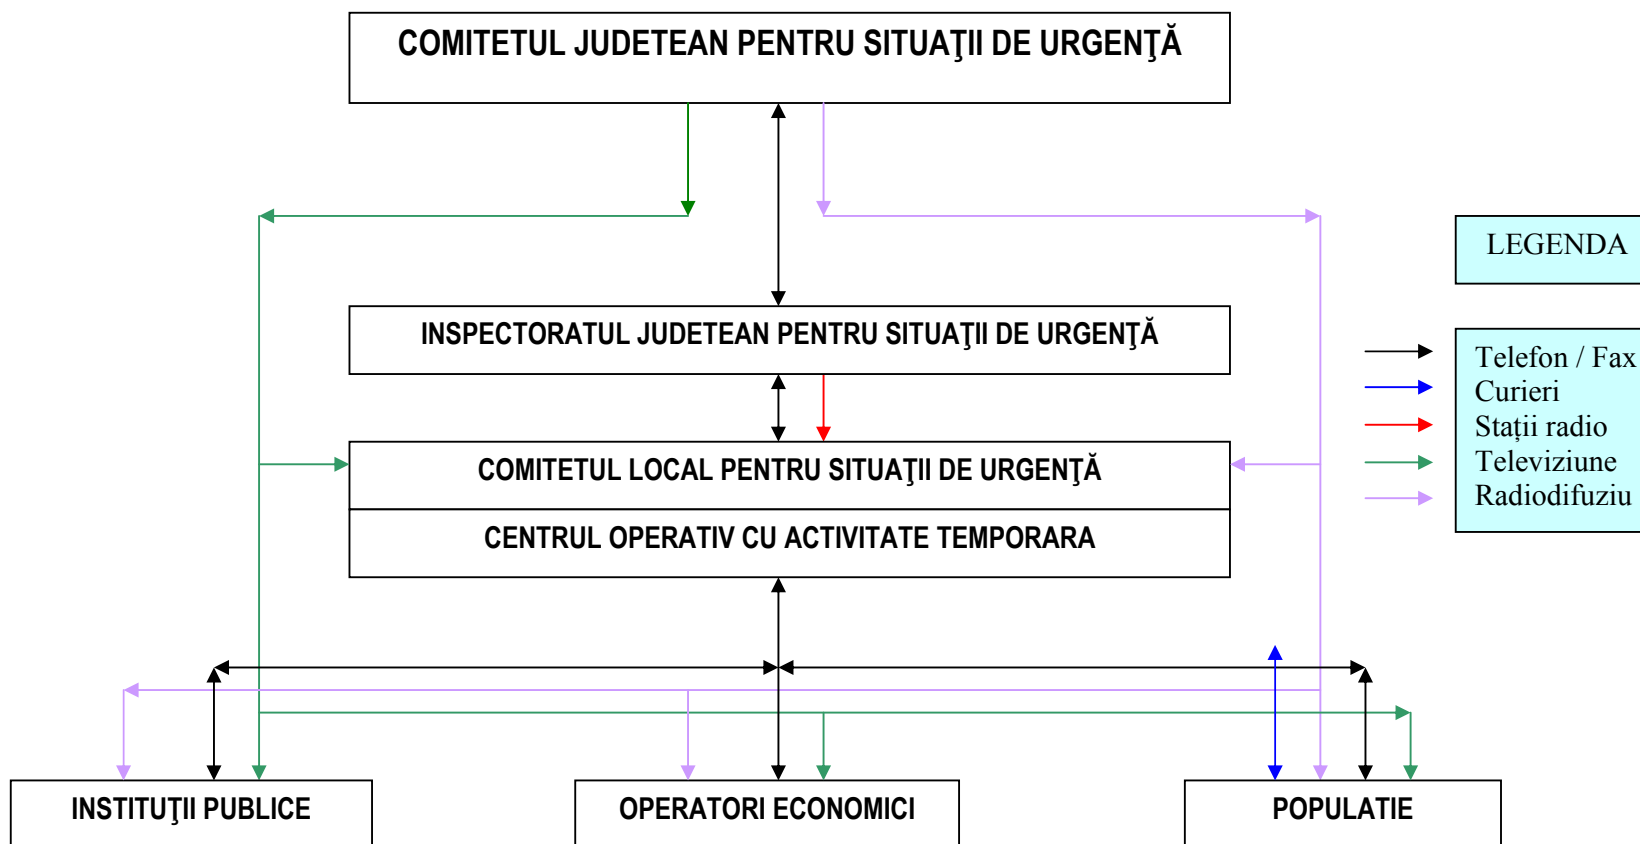 COMITETUL JUDETEAN PENTRU SITUAŢII DE URGENŢĂ
LEGENDA
INSPECTORATUL JUDETEAN PENTRU SITUAŢII DE URGENŢĂ
Telefon / Fax
Curieri
Stații radio
Televiziune
Radiodifuziu
COMITETUL LOCAL PENTRU SITUAŢII DE URGENŢĂ
CENTRUL OPERATIV CU ACTIVITATE TEMPORARA
INSTITUŢII PUBLICE
OPERATORI ECONOMICI
POPULATIE